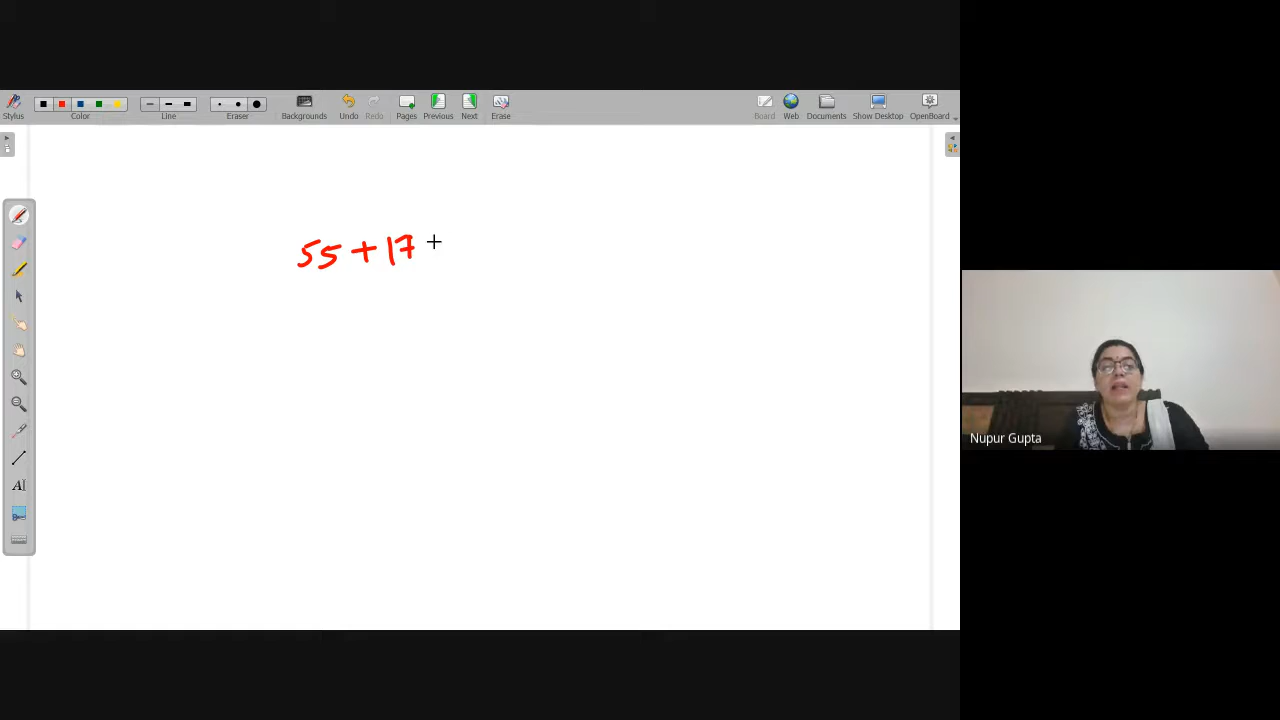 Stylus Color Line Eraser Backgrounds Undo Redo Pages Previous Next Erase Board Web Documents Show Desktop OpenBoard
55 + 17
Nupur Gupta